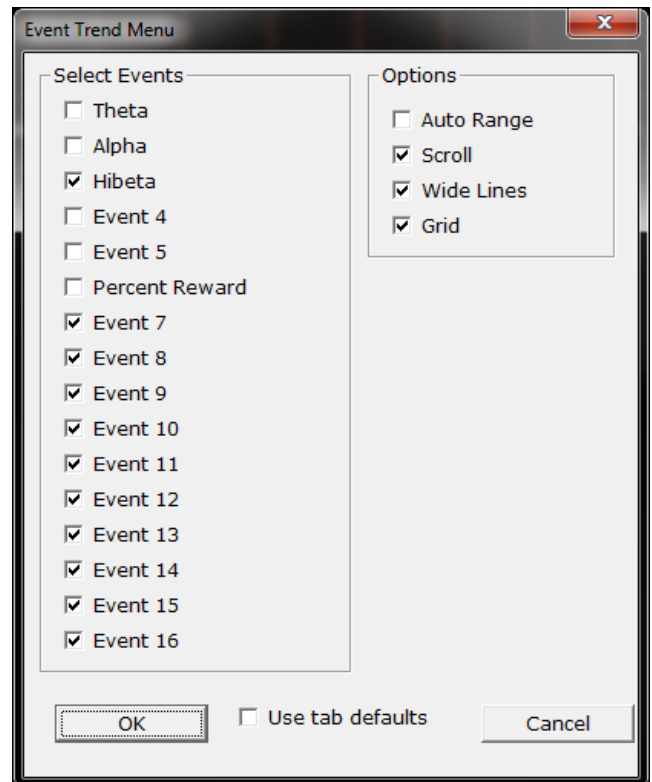 Event Trend Menu
Select Events
Theta
Alpha
Hibeta
Event 4
Event 5
Percent Reward
Event 7
Event 8
Event 9
Event 10
Event 11
Event 12
Event 13
Event 14
Event 15
Event 16
Options
Auto Range
Scroll
Wide Lines
Grid
OK
Use tab defaults
Cancel